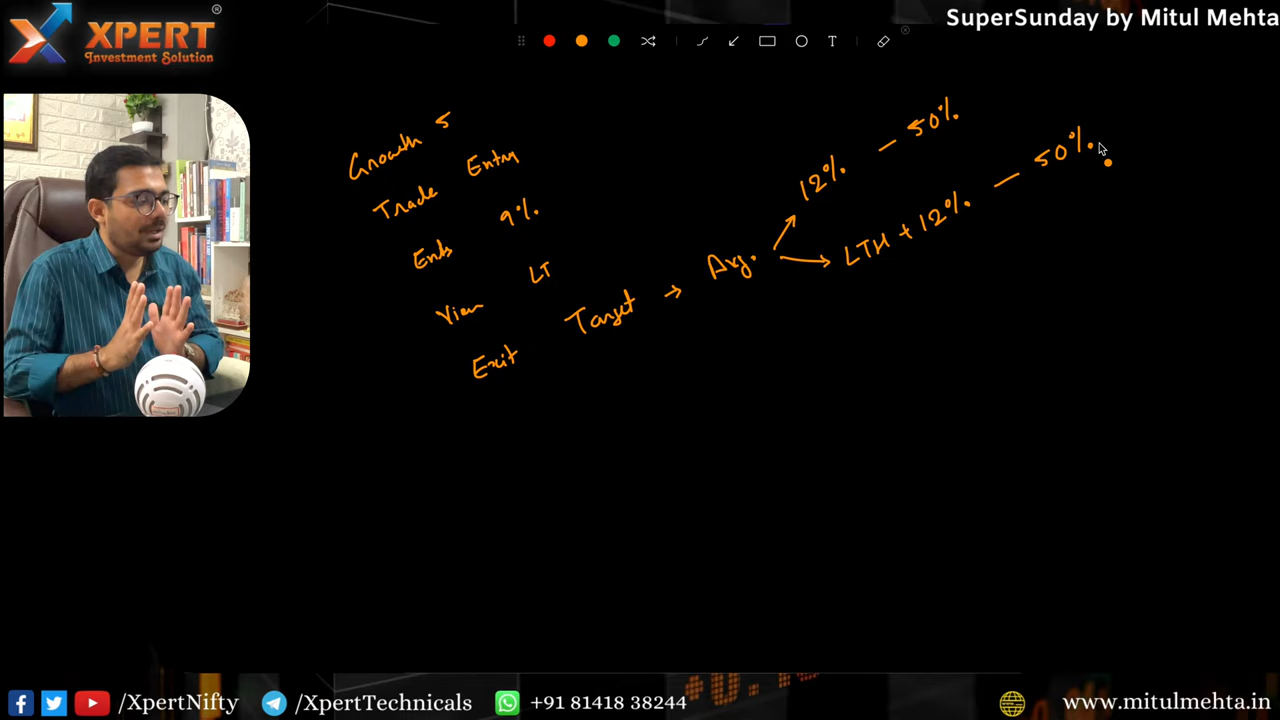 XPERT
Investment Solution
®
SuperSunday by Mitul Mehta
T
Growth 5
Trade Entry
9%.
View LT
Exit Target → Avg.
12%. — 50%.
LTH + 12%. — 50%.
/XpertNifty
/XpertTechnicals
+91 81418 38244
www.mitulmehta.in